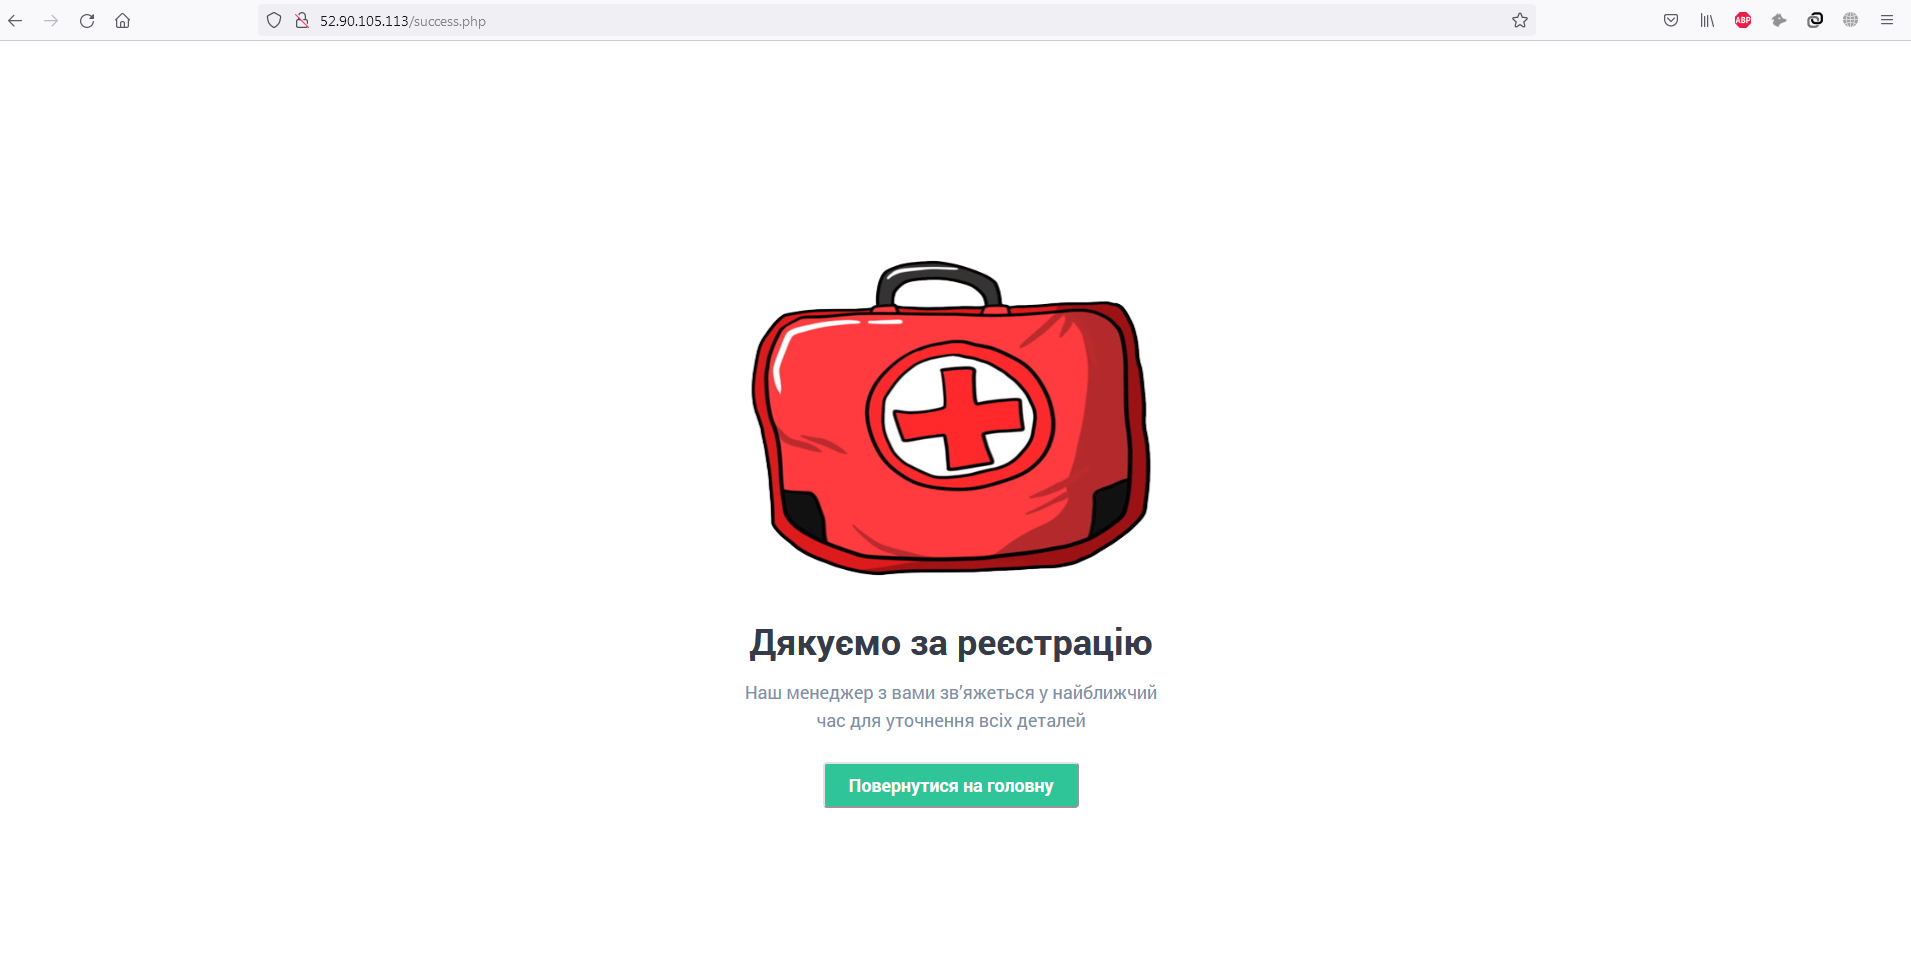 52.90.105.113/success.php
ABP
Дякуємо за реєстрацію
Наш менеджер з вами зв’яжеться у найближчий
час для уточнення всіх деталей
Повернутися на головну